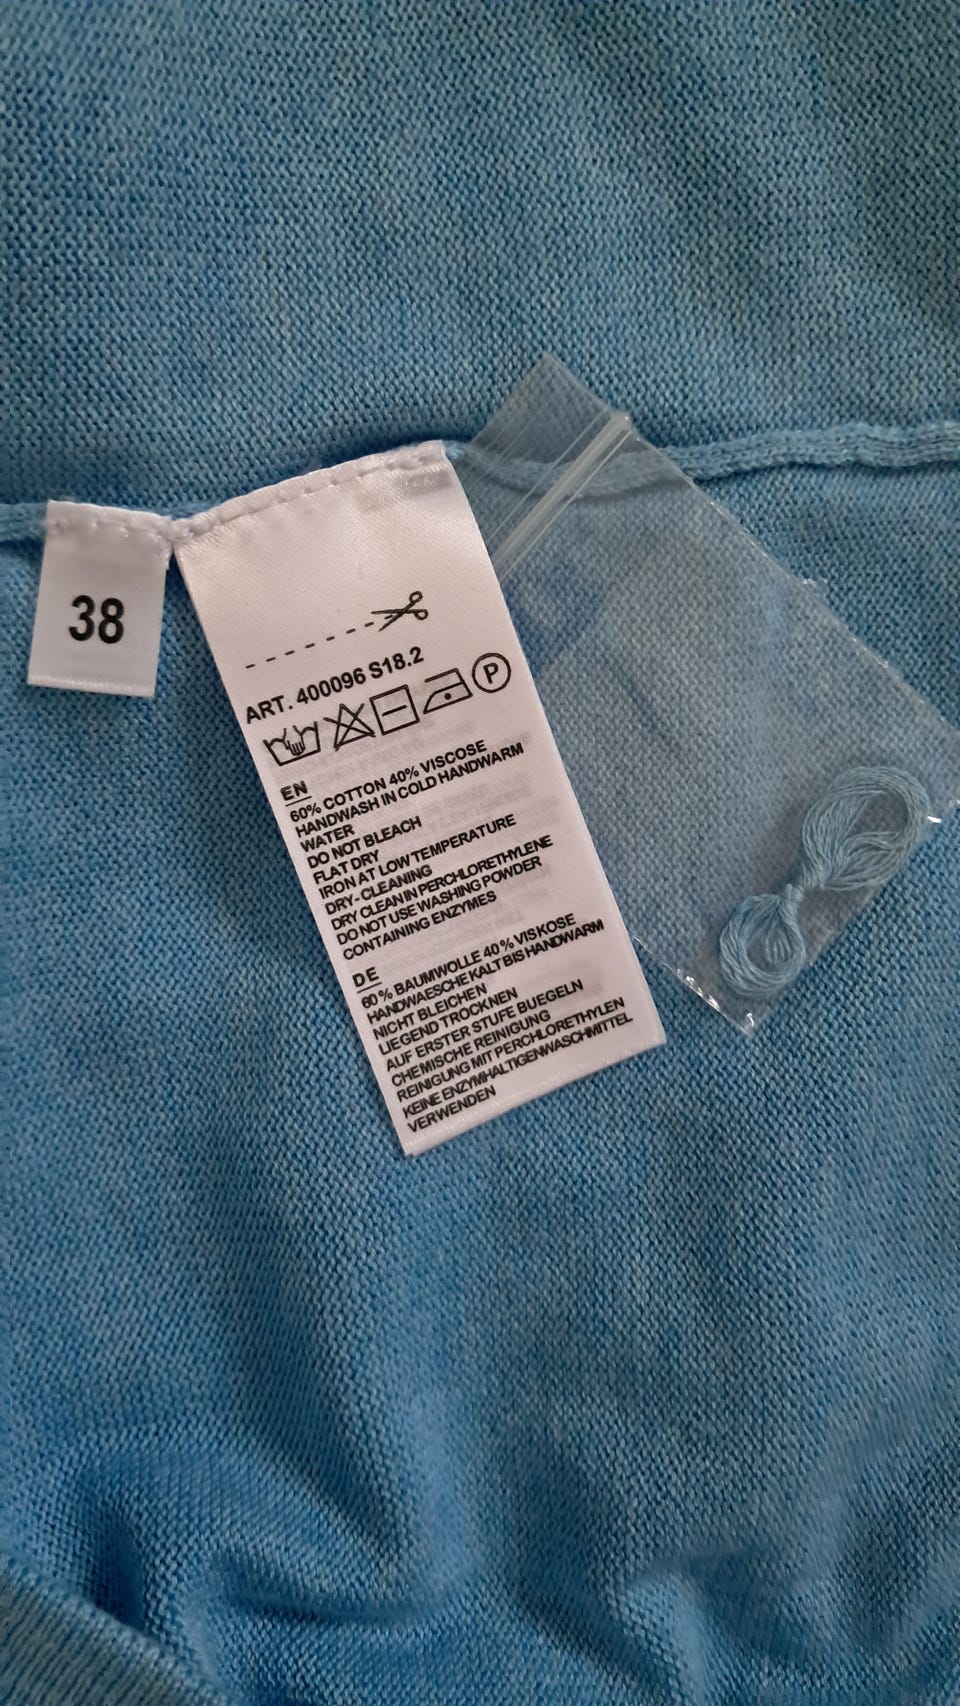 38
ART. 400096 S18.2
P
EN
60% COTTON 40% VISCOSE
HANDWASH IN COLD HANDWARM
WATER
DO NOT BLEACH
FLAT DRY
IRON AT LOW TEMPERATURE
DRY-CLEANING
DRY CLEAN IN PERCHLORETHYLENE
DO NOT USE WASHING POWDER
CONTAINING ENZYMES
DE
60% BAUMWOLLE 40% VISKOSE
HANDWAESCHE KALT BIS HANDWARM
NICHT BLEICHEN
LIEGEND TROCKNEN
AUF ERSTER STUFE BUEGELN
CHEMISCHE REINIGUNG
REINIGUNG MIT PERCHLORETHYLEN
KEINE ENZYMHALTIGENWASCHMITTEL
VERWENDEN